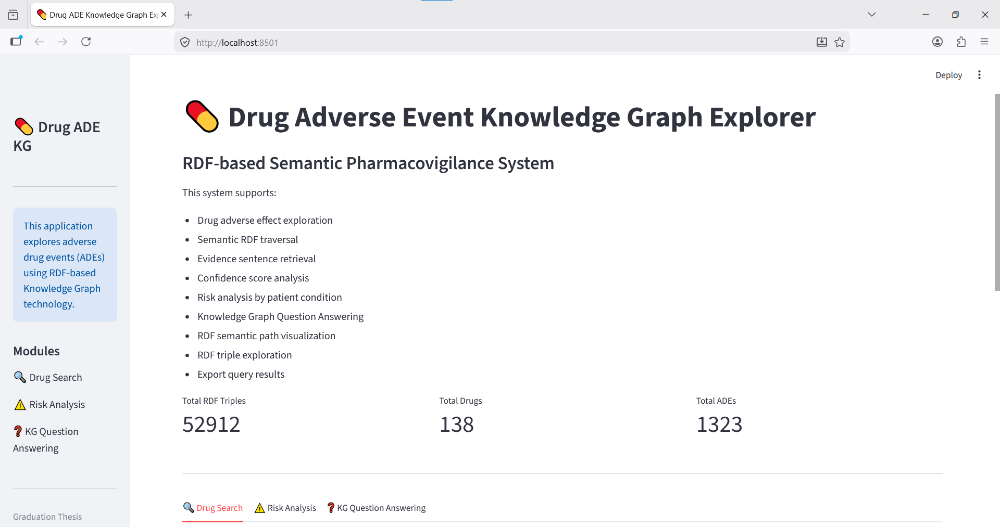 Drug ADE Knowledge Graph Ex
http://localhost:8501
Deploy
Drug ADE
KG
This application
explores adverse
drug events (ADEs)
using RDF-based
Knowledge Graph
technology.
Modules
Drug Search
Risk Analysis
KG Question
Answering
Graduation Thesis
Drug Adverse Event Knowledge Graph Explorer
RDF-based Semantic Pharmacovigilance System
This system supports:
Drug adverse effect exploration
Semantic RDF traversal
Evidence sentence retrieval
Confidence score analysis
Risk analysis by patient condition
Knowledge Graph Question Answering
RDF semantic path visualization
RDF triple exploration
Export query results
Total RDF Triples
52912
Total Drugs
138
Total ADEs
1323
Drug Search
Risk Analysis
KG Question Answering